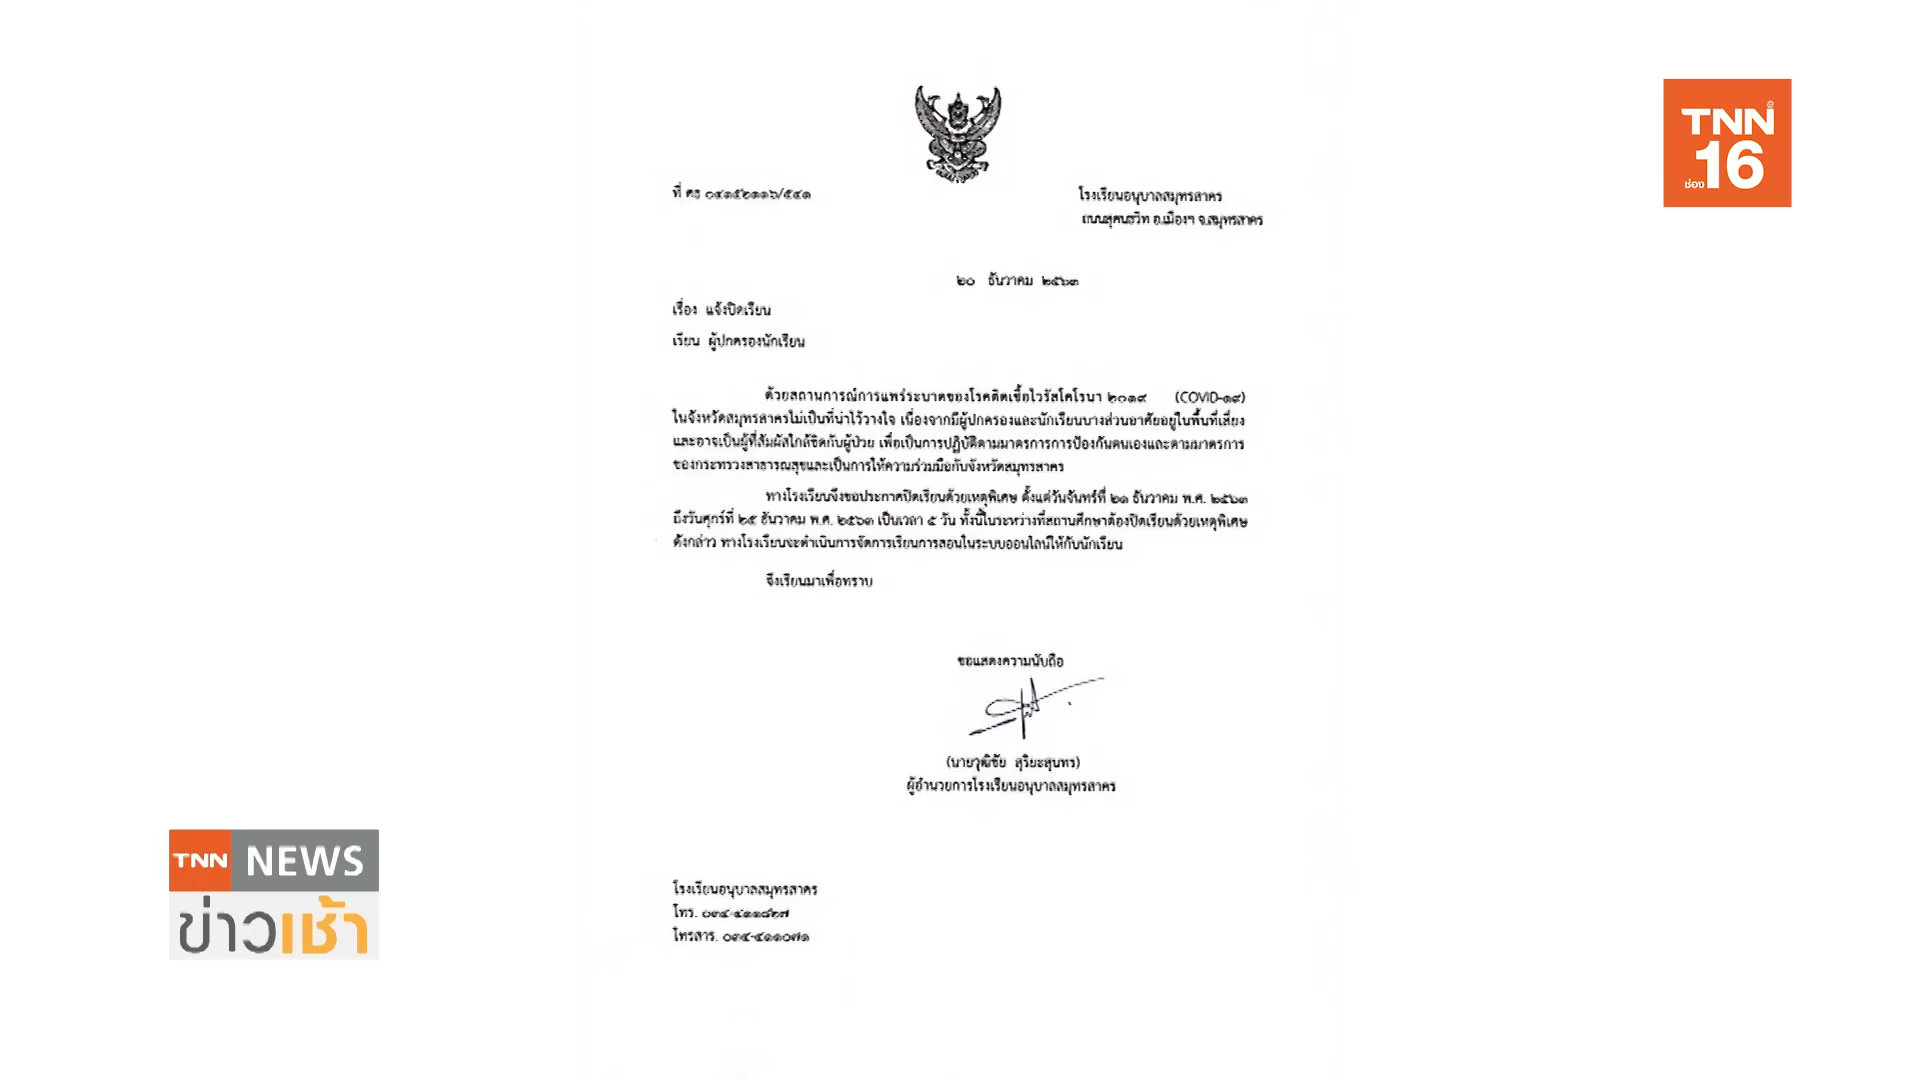 TNN
ช่อง 16
ที่ ศธ ๐๔๑๕๒๑๑๖/๕๔๑
โรงเรียนอนุบาลสมุทรสาคร
ถนนสุคนธวิท อ.เมืองฯ จ.สมุทรสาคร
๒๐ ธันวาคม ๒๕๖๓
เรื่อง แจ้งปิดเรียน
เรียน ผู้ปกครองนักเรียน
ด้วยสถานการณ์การแพร่ระบาดของโรคติดเชื้อไวรัสโคโรนา ๒๐๑๙ (COVID-๑๙)
ในจังหวัดสมุทรสาครไม่เป็นที่น่าไว้วางใจ เนื่องจากมีผู้ปกครองและนักเรียนบางส่วนอาศัยอยู่ในพื้นที่เสี่ยง
และอาจเป็นผู้ที่สัมผัสใกล้ชิดกับผู้ป่วย เพื่อเป็นการปฏิบัติตามมาตรการการป้องกันตนเองและตามมาตรการ
ของกระทรวงสาธารณสุขและเป็นการให้ความร่วมมือกับจังหวัดสมุทรสาคร
ทางโรงเรียนจึงขอประกาศปิดเรียนด้วยเหตุพิเศษ ตั้งแต่วันจันทร์ที่ ๒๑ ธันวาคม พ.ศ. ๒๕๖๓
ถึงวันศุกร์ที่ ๒๕ ธันวาคม พ.ศ. ๒๕๖๓ เป็นเวลา ๕ วัน ทั้งนี้ในระหว่างที่สถานศึกษาต้องปิดเรียนด้วยเหตุพิเศษ
ดังกล่าว ทางโรงเรียนจะดำเนินการจัดการเรียนการสอนในระบบออนไลน์ให้กับนักเรียน
จึงเรียนมาเพื่อทราบ
ขอแสดงความนับถือ
(นายวุฒิชัย สุริยะสุนทร)
ผู้อำนวยการโรงเรียนอนุบาลสมุทรสาคร
โรงเรียนอนุบาลสมุทรสาคร
โทร. ๐๓๔-๔๑๑๘๒๗
โทรสาร. ๐๓๔-๔๑๑๐๗๑
TNN NEWS
ข่าวเช้า